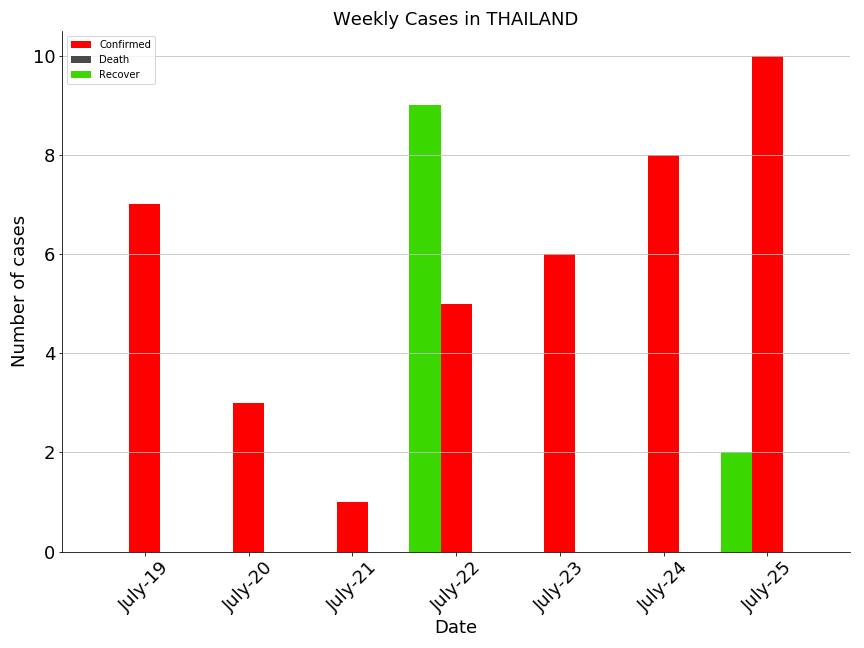 Weekly Cases in THAILAND
Confirmed
Death
Recover
10
8
6
4
2
0
Number of cases
July-19
July-20
July-21
July-22
July-23
July-24
July-25
Date